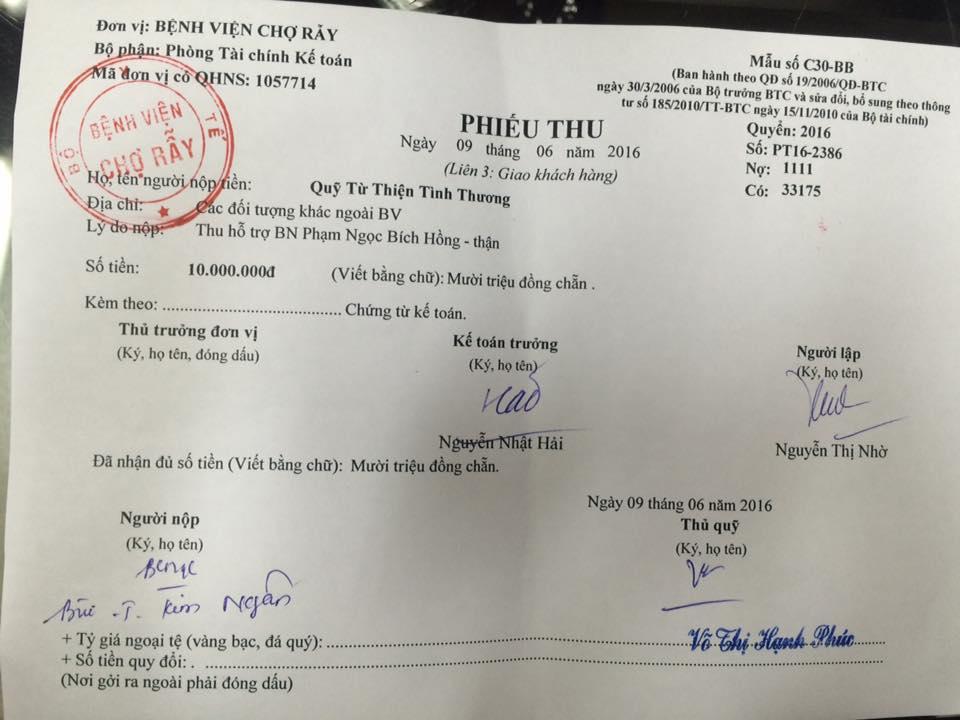 Đơn vị: BỆNH VIỆN CHỢ RẪY
Bộ phận: Phòng Tài chính Kế toán
Mã đơn vị có QHNS: 1057714
Mẫu số C30-BB
(Ban hành theo QĐ số 19/2006/QĐ-BTC
ngày 30/3/2006 của Bộ trưởng BTC và sửa đổi, bổ sung theo thông
tư số 185/2010/TT-BTC ngày 15/11/2010 của Bộ tài chính)
BỘ Y TẾ
BỆNH VIỆN
CHỢ RẪY
PHIẾU THU
Ngày 09 tháng 06 năm 2016
(Liên 3: Giao khách hàng)
Quyển: 2016
Số: PT16-2386
Nợ: 1111
Có: 33175
Họ, tên người nộp tiền: Quỹ Từ Thiện Tình Thương
Địa chỉ: Các đối tượng khác ngoài BV
Lý do nộp: Thu hỗ trợ BN Phạm Ngọc Bích Hồng - thận
Số tiền: 10.000.000đ (Viết bằng chữ): Mười triệu đồng chẵn .
Kèm theo: ........................................ Chứng từ kế toán.
Thủ trưởng đơn vị Kế toán trưởng Người lập
(Ký, họ tên, đóng dấu) (Ký, họ tên) (Ký, họ tên)
Nguyễn Nhật Hải Nguyễn Thị Nhờ
Đã nhận đủ số tiền (Viết bằng chữ): Mười triệu đồng chẵn.
Ngày 09 tháng 06 năm 2016
Người nộp Thủ quỹ
(Ký, họ tên) (Ký, họ tên)
Bùi .T. Kim Ngân
Võ Thị Hạnh Phúc
+ Tỷ giá ngoại tệ (vàng bạc, đá quý): ........................................
+ Số tiền quy đổi: . ........................................
(Nơi gởi ra ngoài phải đóng dấu)